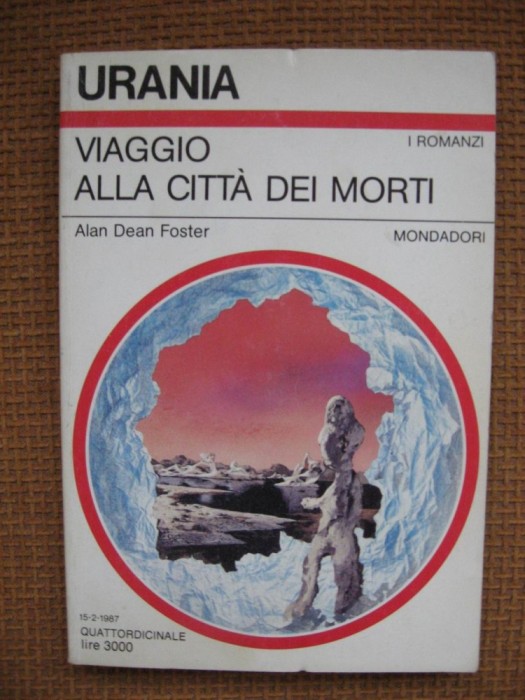 URANIA
I ROMANZI
VIAGGIO
ALLA CITTÀ DEI MORTI
Alan Dean Foster
MONDADORI
15-2-1987
QUATTORDICINALE
lire 3000